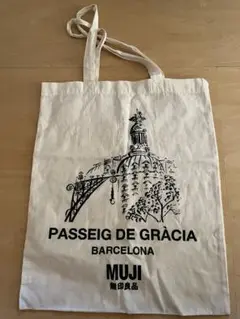 PASSEIG DE GRÀCIA
BARCELONA
MUJI
無印良品